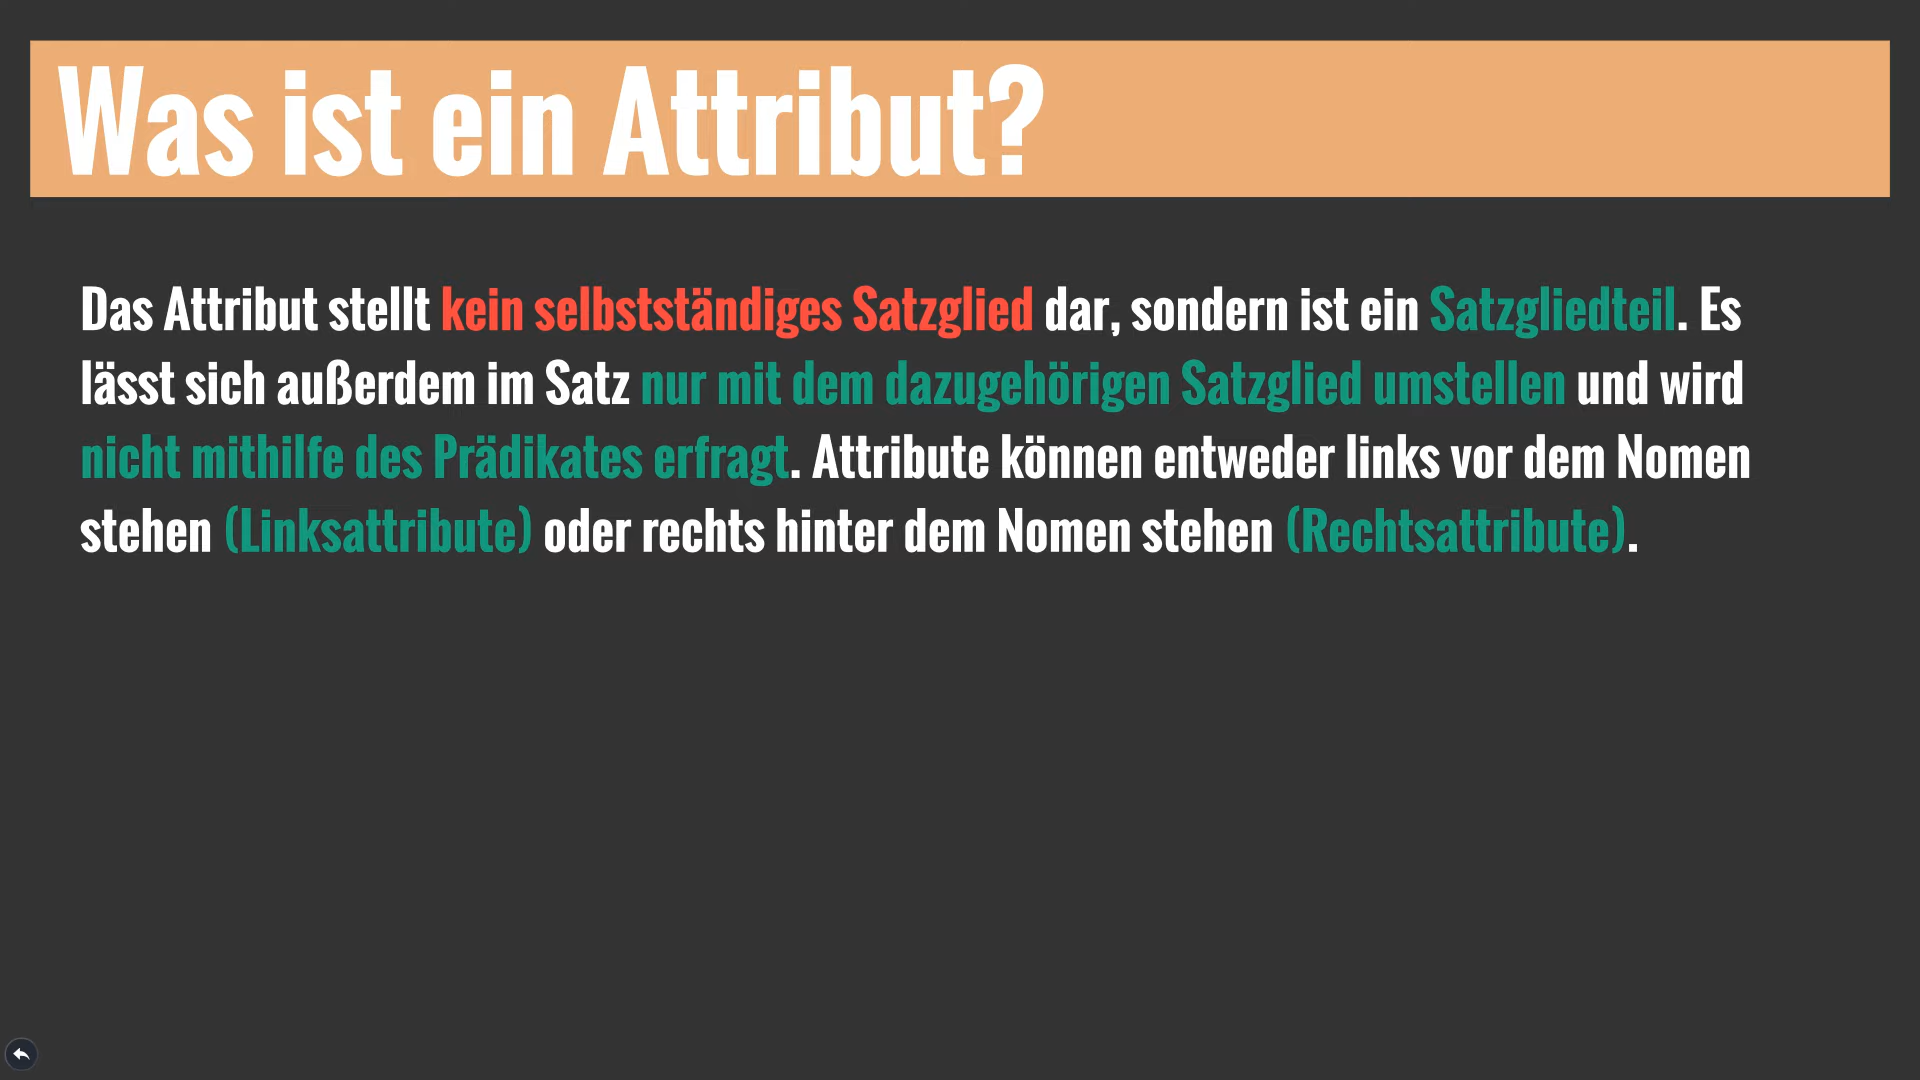 Was ist ein Attribut?
Das Attribut stellt kein selbstständiges Satzglied dar, sondern ist ein Satzgliedteil. Es
lässt sich außerdem im Satz nur mit dem dazugehörigen Satzglied umstellen und wird
nicht mithilfe des Prädikates erfragt. Attribute können entweder links vor dem Nomen
stehen (Linksattribute) oder rechts hinter dem Nomen stehen (Rechtsattribute).